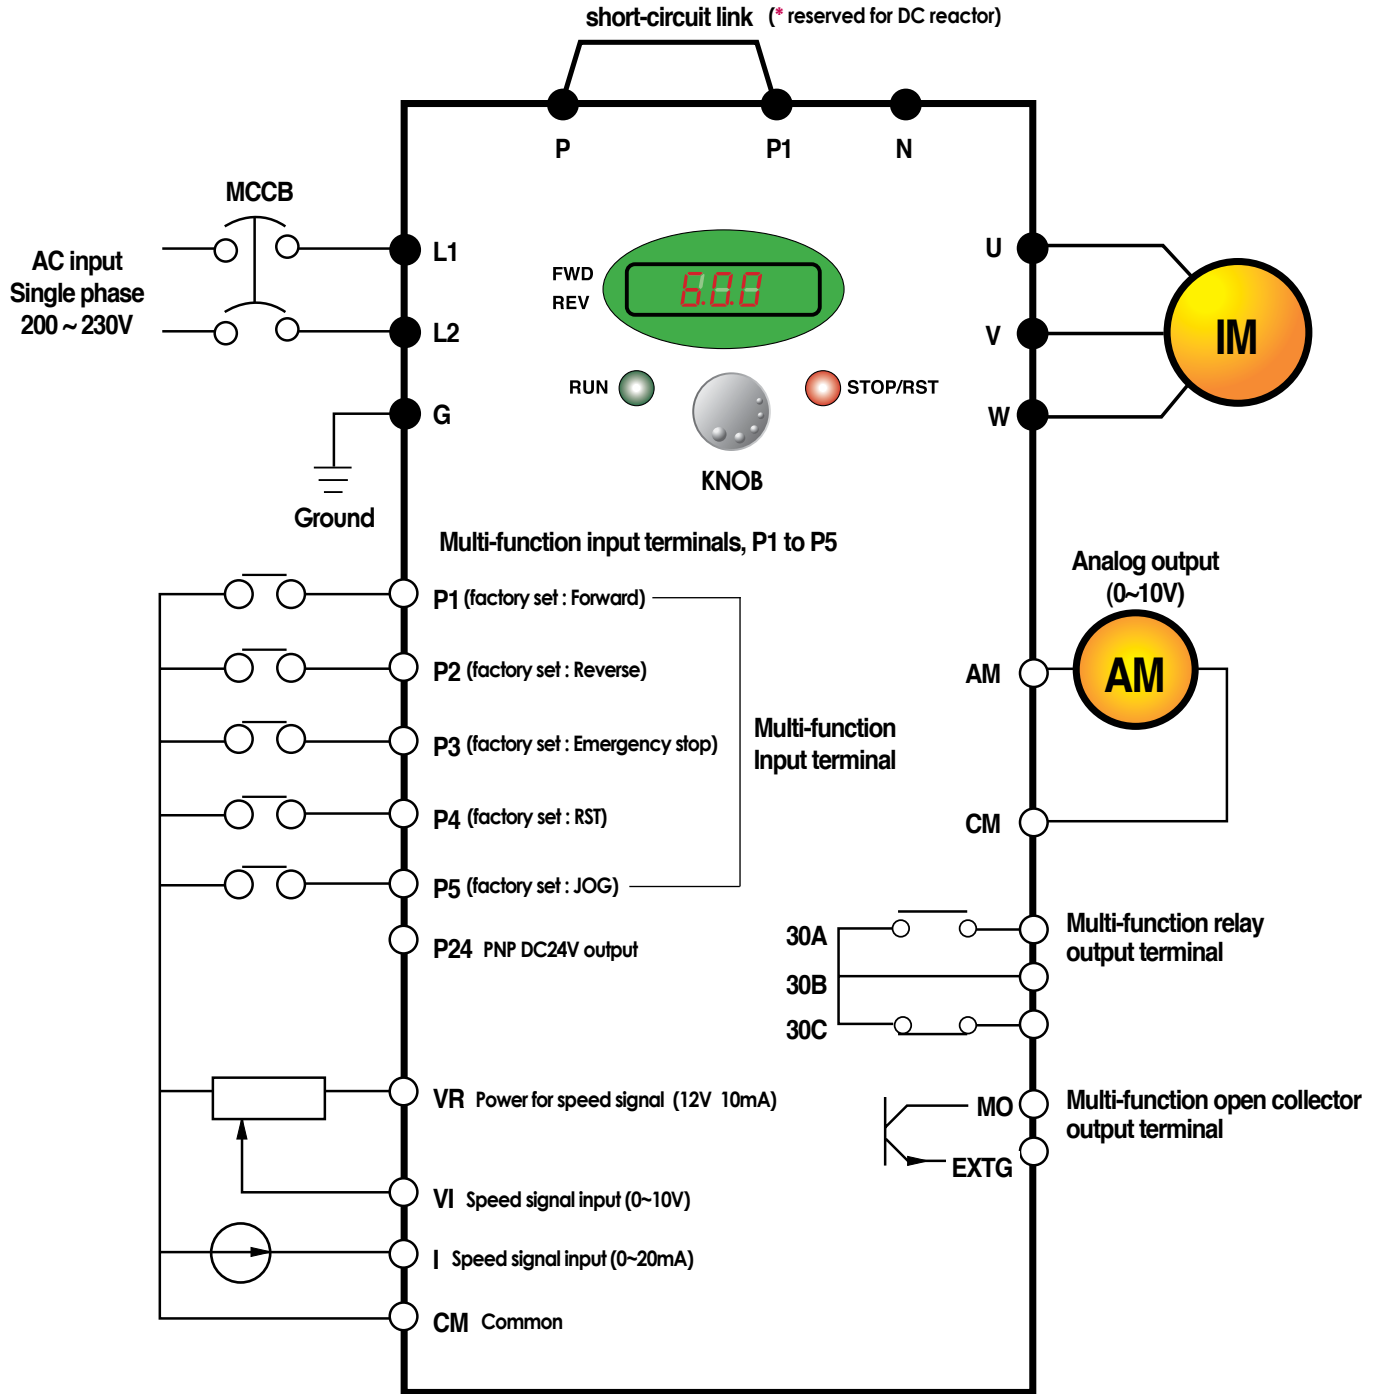 short-circuit link (* reserved for DC reactor)
P
P1
N
MCCB
AC input
Single phase
200 ~ 230V
L1
L2
G
Ground
FWD
REV
6.0.0
RUN
STOP/RST
KNOB
U
V
W
IM
Multi-function input terminals, P1 to P5
P1 (factory set : Forward)
P2 (factory set : Reverse)
P3 (factory set : Emergency stop)
P4 (factory set : RST)
P5 (factory set : JOG)
Multi-function
Input terminal
P24 PNP DC24V output
VR Power for speed signal (12V 10mA)
VI Speed signal input (0~10V)
I Speed signal input (0~20mA)
CM Common
Analog output
(0~10V)
AM
AM
CM
30A
30B
30C
Multi-function relay
output terminal
MO
EXTG
Multi-function open collector
output terminal